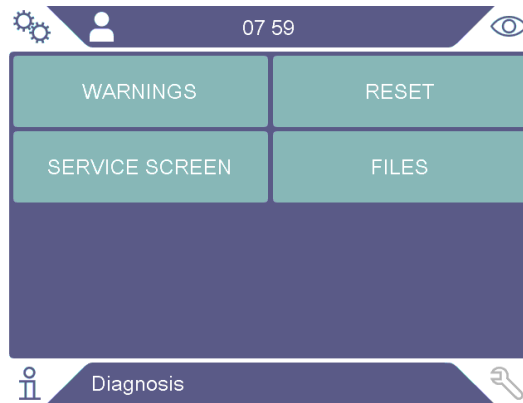 07 59
WARNINGS
RESET
SERVICE SCREEN
FILES
Diagnosis